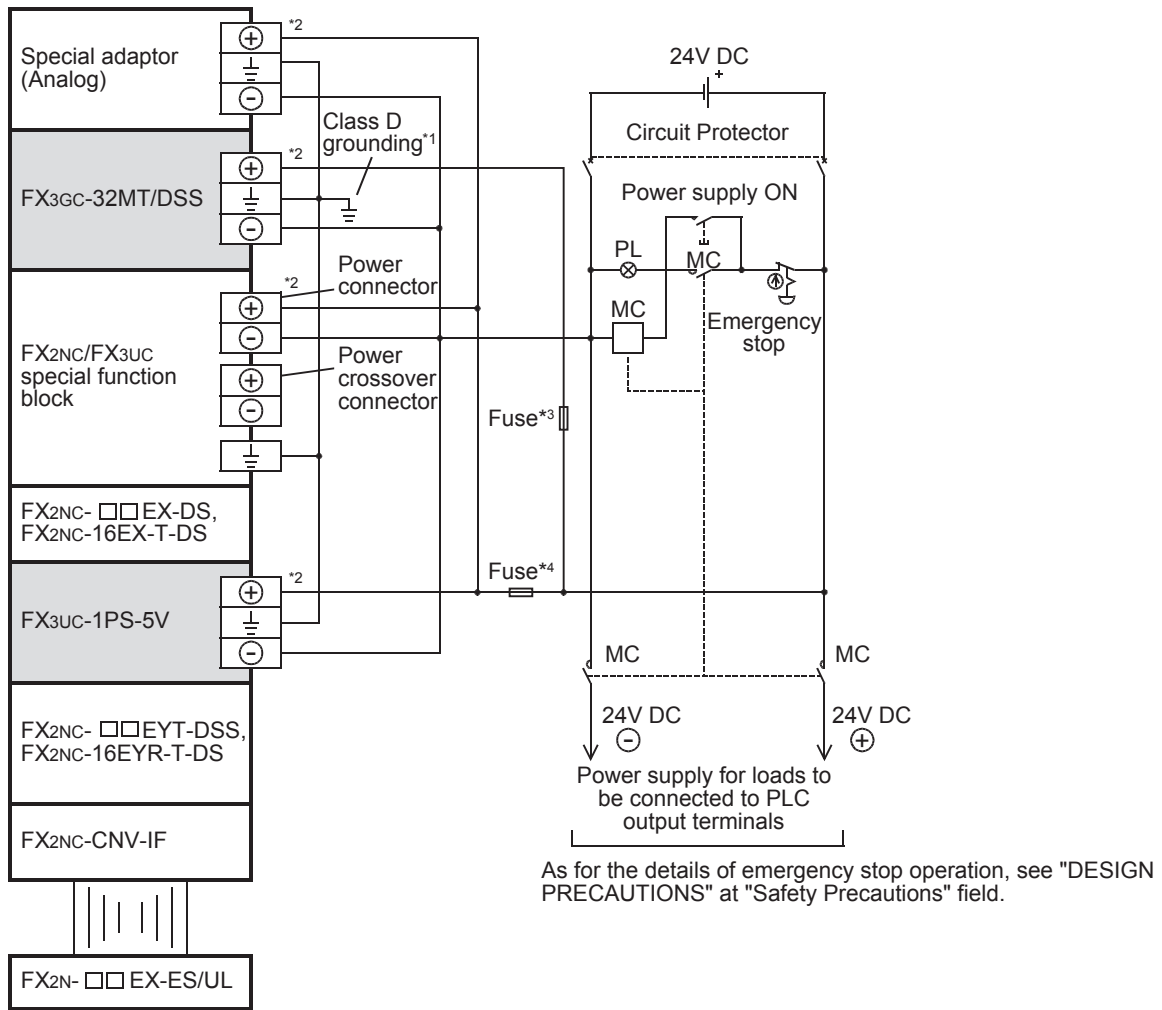 Special adaptor
(Analog)
*2
FX3GC-32MT/DSS
*2
Class D
grounding*1
FX2NC/FX3UC
special function
block
*2
Power
connector
Power
crossover
connector
FX2NC- □□EX-DS,
FX2NC-16EX-T-DS
FX3UC-1PS-5V
*2
FX2NC- □□EYT-DSS,
FX2NC-16EYR-T-DS
FX2NC-CNV-IF
FX2N- □□EX-ES/UL
Fuse*3
Fuse*4
24V DC
+
Circuit Protector
Power supply ON
PL
MC
MC
Emergency
stop
MC
MC
24V DC
24V DC
Power supply for loads to
be connected to PLC
output terminals
As for the details of emergency stop operation, see "DESIGN
PRECAUTIONS" at "Safety Precautions" field.